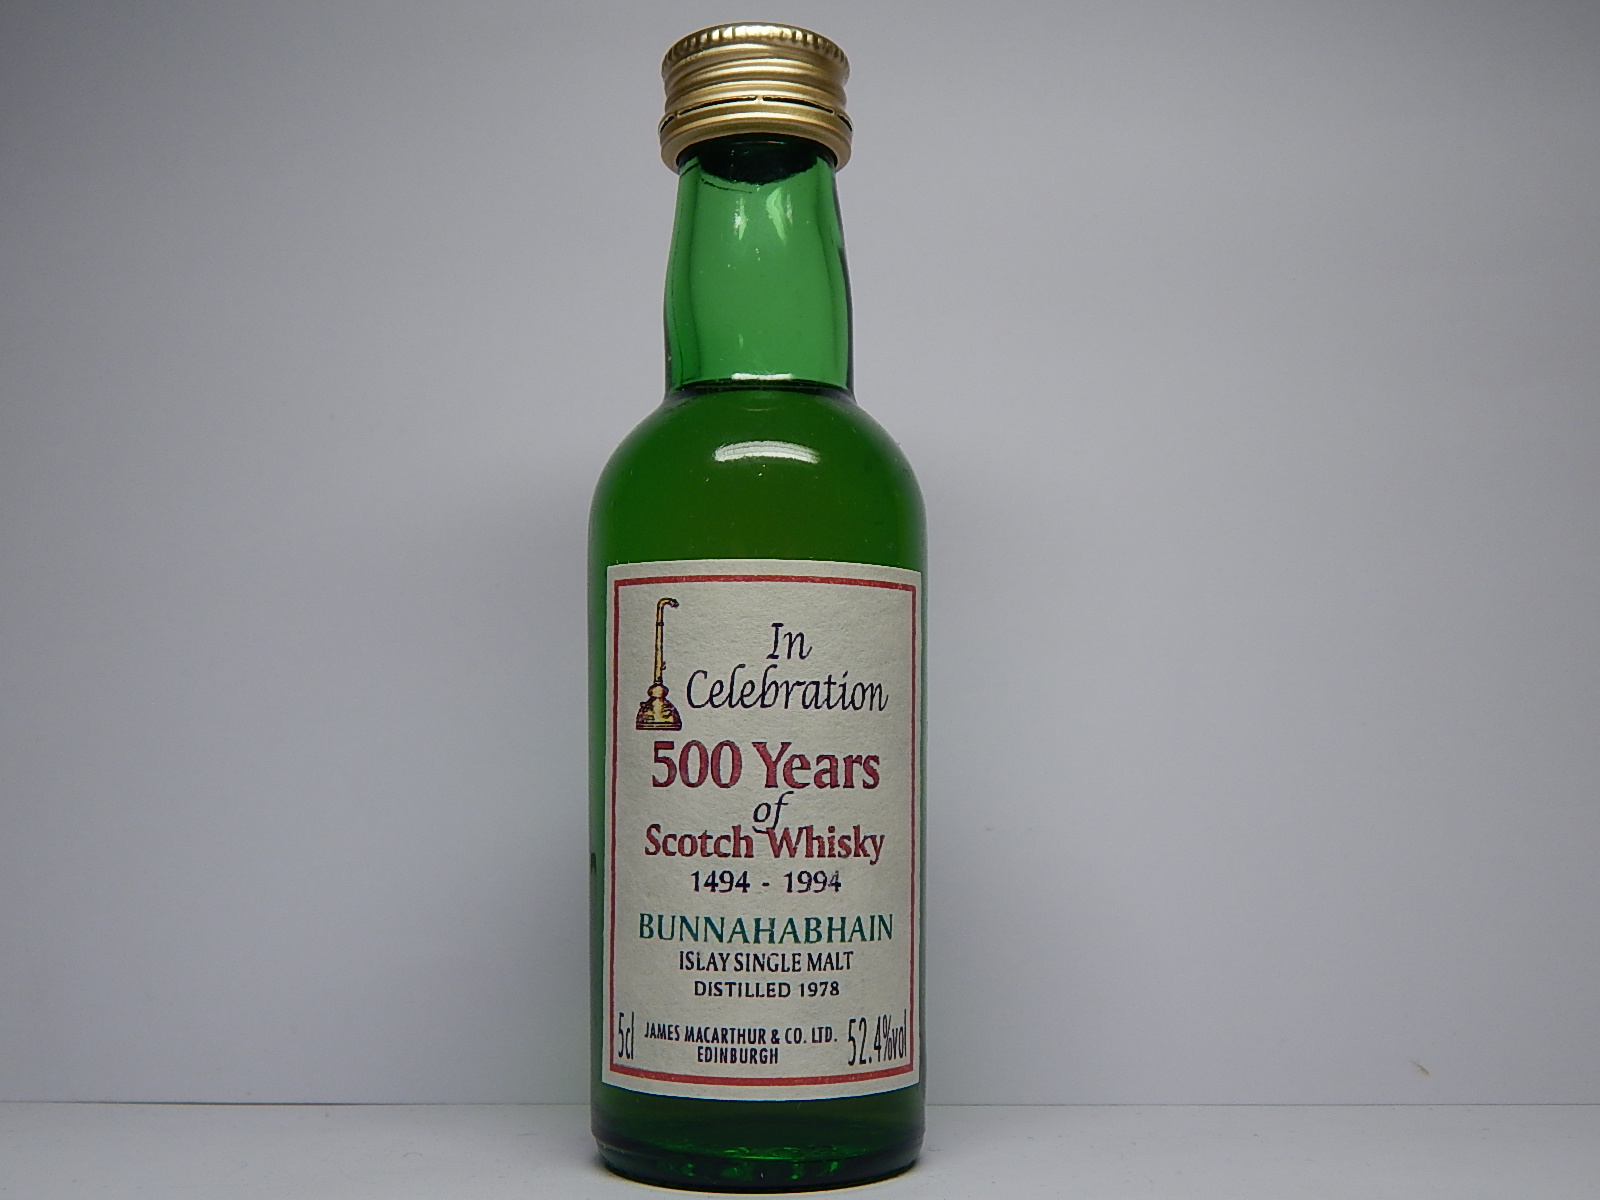 In
Celebration
500 Years
of
Scotch Whisky
1494 - 1994
BUNNAHABHAIN
ISLAY SINGLE MALT
DISTILLED 1978
5cl JAMES MACARTHUR & CO. LTD. 52.4%vol
EDINBURGH